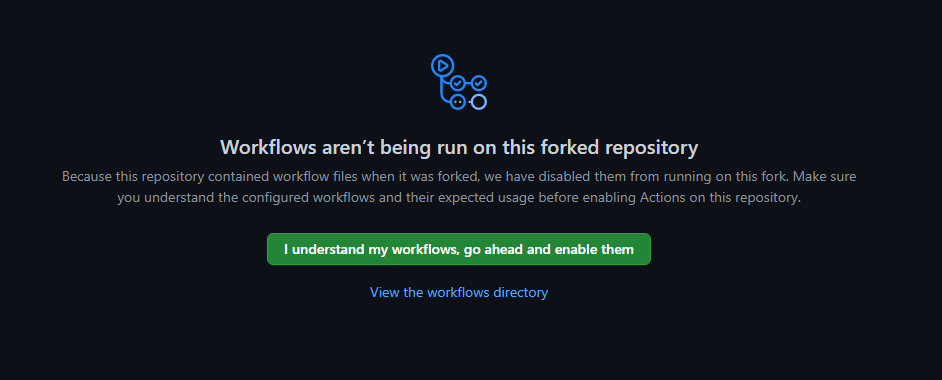 Workflows aren’t being run on this forked repository
Because this repository contained workflow files when it was forked, we have disabled them from running on this fork. Make sure
you understand the configured workflows and their expected usage before enabling Actions on this repository.
I understand my workflows, go ahead and enable them
View the workflows directory